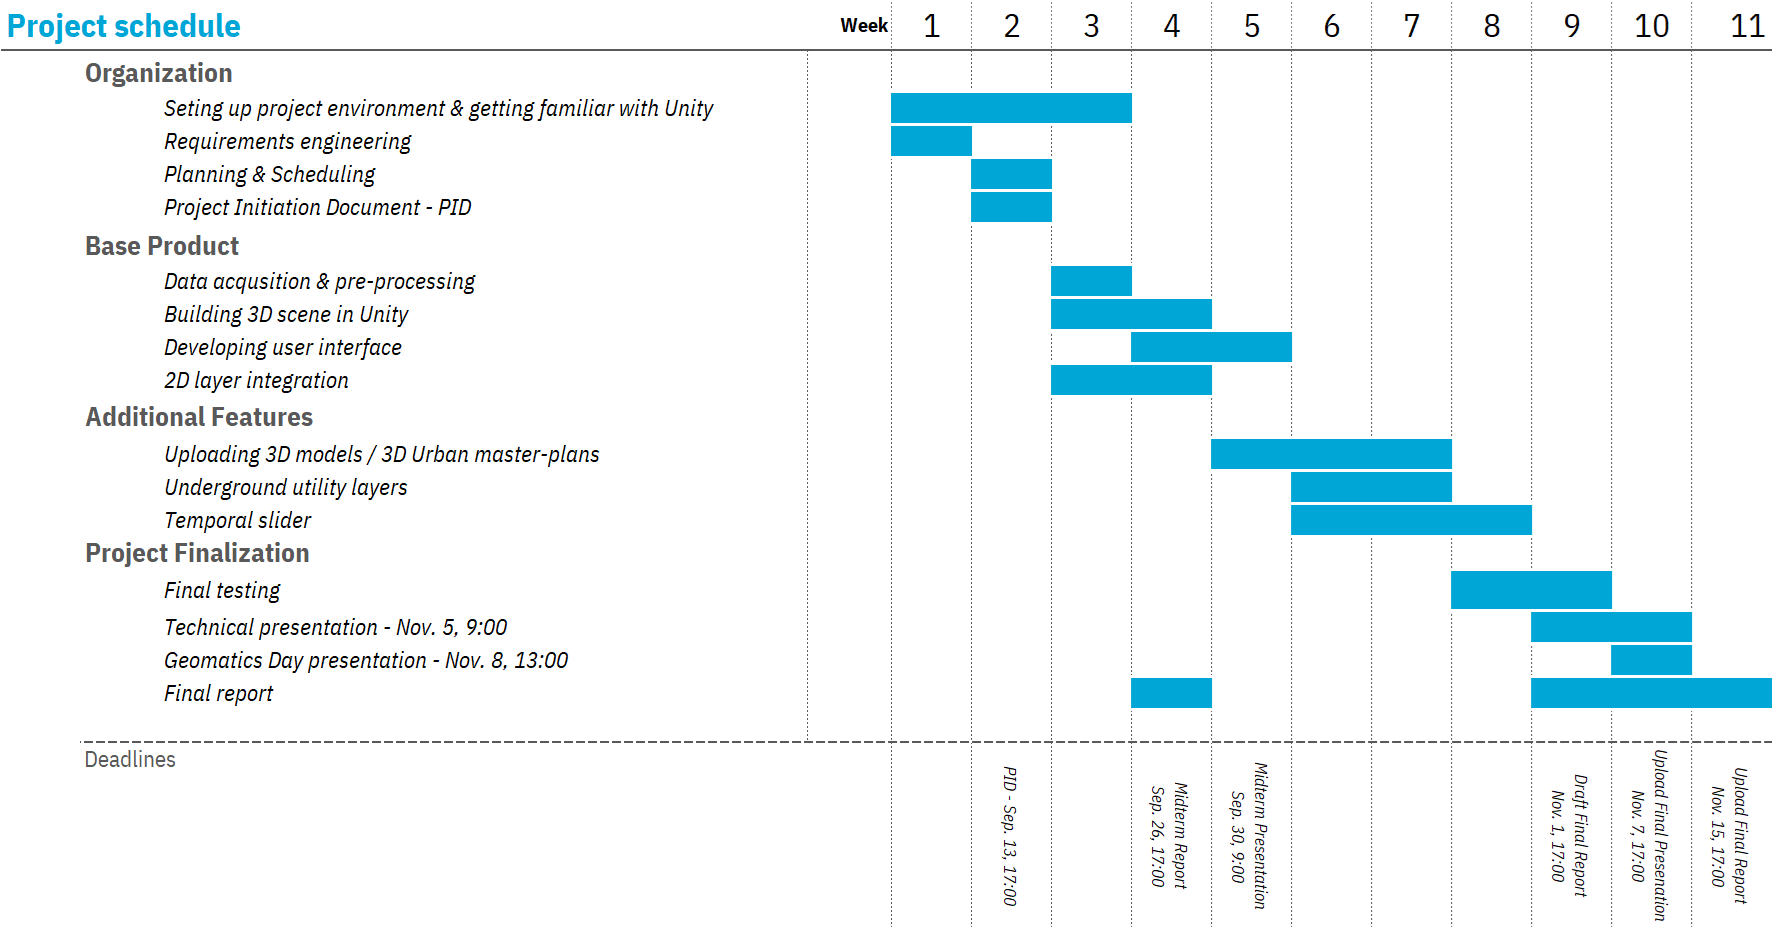 Project schedule
Week 1 2 3 4 5 6 7 8 9 10 11
Organization
Seting up project environment & getting familiar with Unity
Requirements engineering
Planning & Scheduling
Project Initiation Document - PID
Base Product
Data acqusition & pre-processing
Building 3D scene in Unity
Developing user interface
2D layer integration
Additional Features
Uploading 3D models / 3D Urban master-plans
Underground utility layers
Temporal slider
Project Finalization
Final testing
Technical presentation - Nov. 5, 9:00
Geomatics Day presentation - Nov. 8, 13:00
Final report
Deadlines
PID - Sep. 13, 17:00
Midterm Report
Sep. 26, 17:00
Midterm Presentation
Sep. 30, 9:00
Draft Final Report
Nov. 1, 17:00
Upload Final Presenation
Nov. 7, 17:00
Upload Final Report
Nov. 15, 17:00